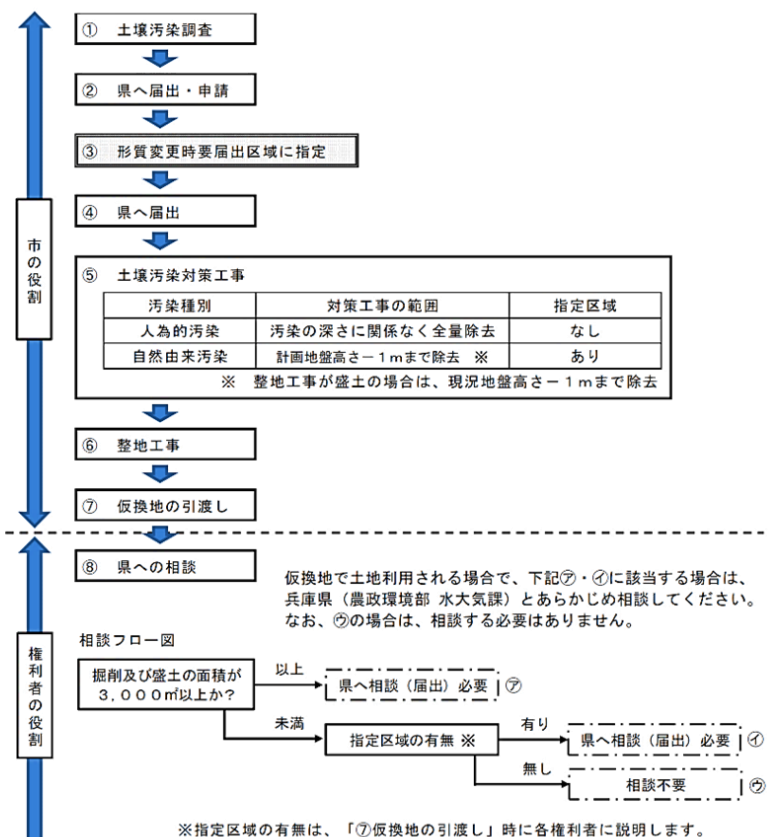 ① 土壌汚染調査
② 県へ届出・申請
③ 形質変更時要届出区域に指定
④ 県へ届出
市の役割
⑤ 土壌汚染対策工事
汚染種別 対策工事の範囲 指定区域
人為的汚染 汚染の深さに関係なく全量除去 なし
自然由来汚染 計画地盤高さ－１ｍまで除去 ※ あり
※ 整地工事が盛土の場合は、現況地盤高さ－１ｍまで除去
⑥ 整地工事
⑦ 仮換地の引渡し
⑧ 県への相談
仮換地で土地利用される場合で、下記㋐・㋑に該当する場合は、
兵庫県（農政環境部 水大気課）とあらかじめ相談してください。
なお、㋒の場合は、相談する必要はありません。
権利者の役割
相談フロー図
掘削及び盛土の面積が
３,０００㎡以上か？
以上
県へ相談（届出）必要 ㋐
未満
指定区域の有無 ※
有り
県へ相談（届出）必要 ㋑
無し
相談不要 ㋒
※指定区域の有無は、「⑦仮換地の引渡し」時に各権利者に説明します。